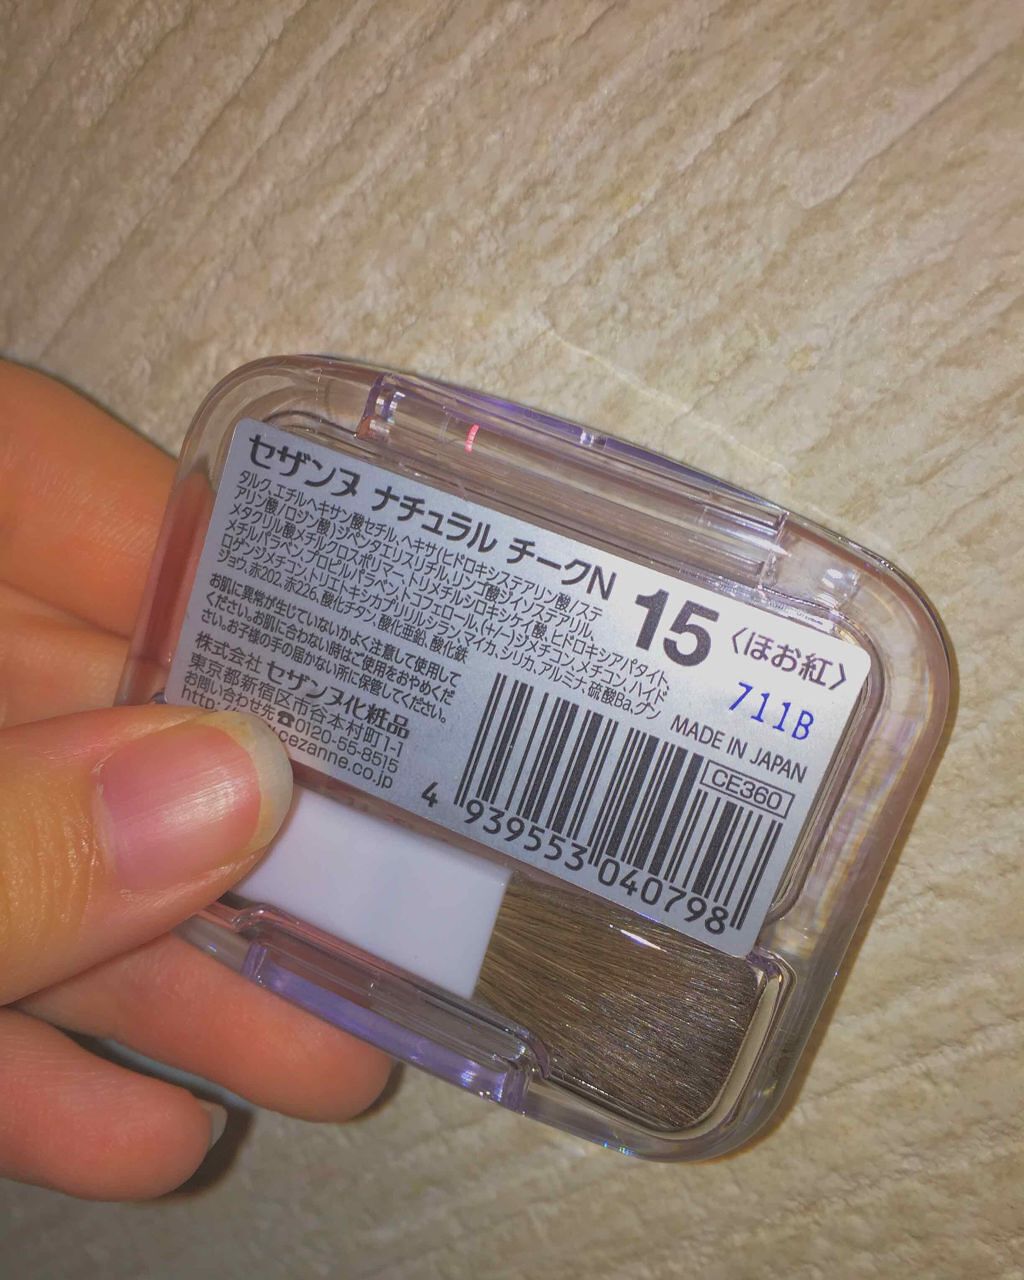 セザンヌ ナチュラル チークN 15 〈ほお紅〉
タルク、エチルヘキサン酸セチル、ヘキサ(ヒドロキシステアリン酸/ステ
アリン酸/ロジン酸)ジペンタエリスリチル、リンゴ酸ジイソステアリル、
メタクリル酸メチルクロスポリマー、トリメチルシロキシケイ酸、ヒドロキシアパタイト、
メチルパラベン、プロピルパラベン、トコフェロール、(+/-)ジメチコン、メチコン、ハイド
ロゲンジメチコン、トリエトキシカプリリルシラン、マイカ、シリカ、アルミナ、硫酸Ba、グン
ジョウ、赤202、赤226、酸化チタン、酸化亜鉛、酸化鉄
711B
お肌に異常が生じていないかよく注意して使用して
ください。お肌に合わない時はご使用をおやめくだ
さい。お子様の手の届かない所に保管してください。
MADE IN JAPAN
CE360
株式会社 セザンヌ化粧品
東京都新宿区市谷本村町1-1
お問い合わせ先☎0120-55-8515
cezanne.co.jp
4 939553 040798